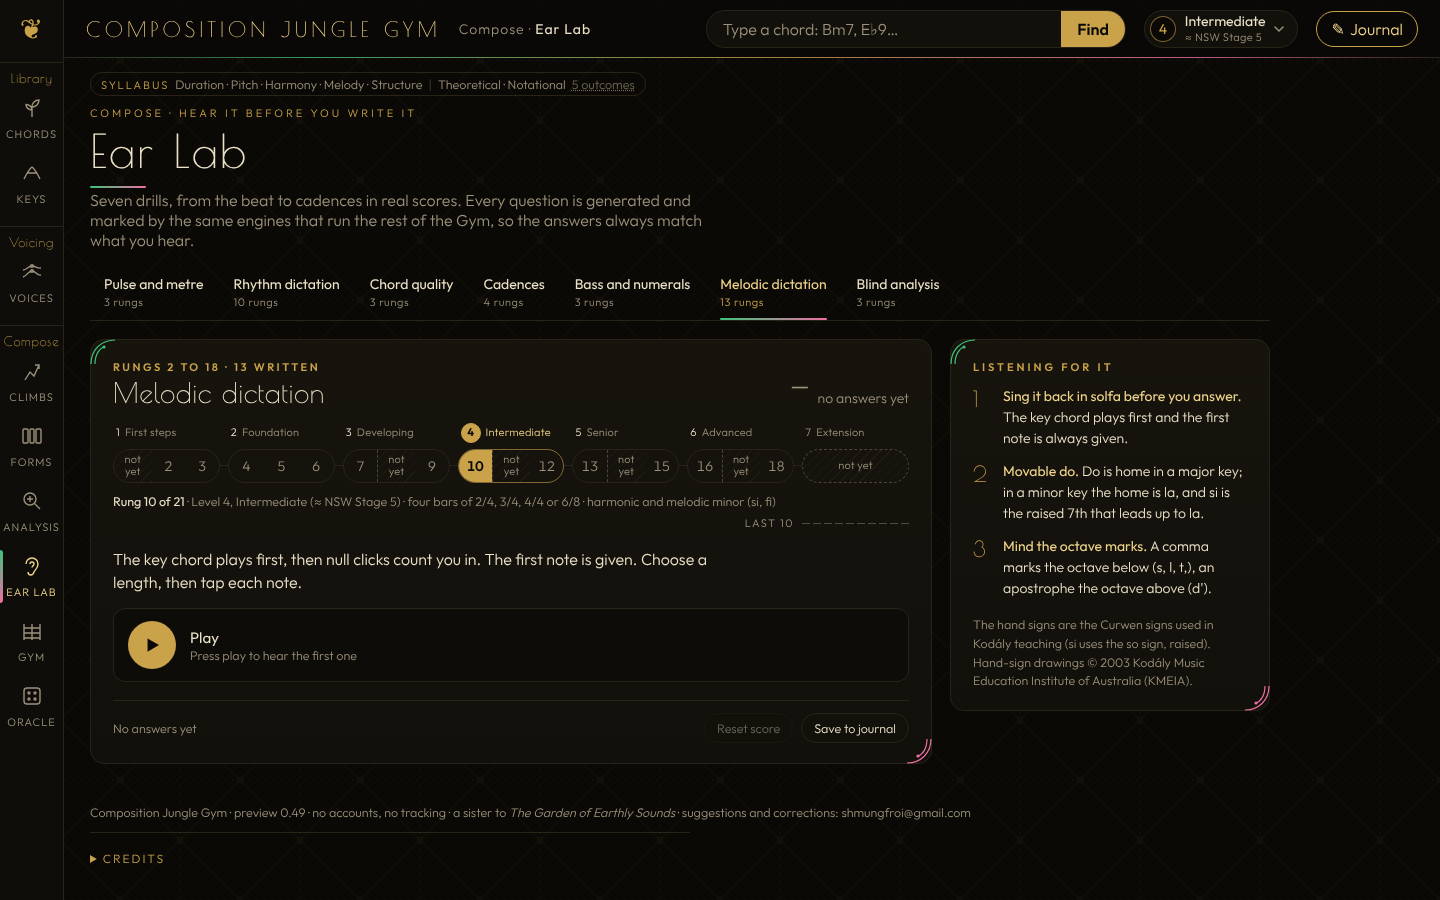 COMPOSITION JUNGLE GYM
Compose · Ear Lab
Type a chord: Bm7, E♭9...
Find
4
Intermediate
≈ NSW Stage 5
✎ Journal
Library
CHORDS
KEYS
Voicing
VOICES
Compose
CLIMBS
FORMS
ANALYSIS
EAR LAB
GYM
ORACLE
SYLLABUS Duration · Pitch · Harmony · Melody · Structure | Theoretical · Notational 5 outcomes
COMPOSE · HEAR IT BEFORE YOU WRITE IT
Ear Lab
Seven drills, from the beat to cadences in real scores. Every question is generated and
marked by the same engines that run the rest of the Gym, so the answers always match
what you hear.
Pulse and metre
3 rungs
Rhythm dictation
10 rungs
Chord quality
3 rungs
Cadences
4 rungs
Bass and numerals
3 rungs
Melodic dictation
13 rungs
Blind analysis
3 rungs
RUNGS 2 TO 18 · 13 WRITTEN
Melodic dictation
—
no answers yet
1 First steps
2 Foundation
3 Developing
4 Intermediate
5 Senior
6 Advanced
7 Extension
not yet 2 3
4 5 6
7 not yet 9
10 not yet 12
13 not yet 15
16 not yet 18
not yet
Rung 10 of 21 · Level 4, Intermediate (≈ NSW Stage 5) · four bars of 2/4, 3/4, 4/4 or 6/8 · harmonic and melodic minor (si, fi)
LAST 10
The key chord plays first, then null clicks count you in. The first note is given. Choose a
length, then tap each note.
Play
Press play to hear the first one
No answers yet
Reset score
Save to journal
LISTENING FOR IT
1 Sing it back in solfa before you answer.
The key chord plays first and the first
note is always given.
2 Movable do. Do is home in a major key;
in a minor key the home is la, and si is
the raised 7th that leads up to la.
3 Mind the octave marks. A comma
marks the octave below (s, l, t,), an
apostrophe the octave above (d').
The hand signs are the Curwen signs used in
Kodály teaching (si uses the so sign, raised).
Hand-sign drawings © 2003 Kodály Music
Education Institute of Australia (KMEIA).
Composition Jungle Gym · preview 0.49 · no accounts, no tracking · a sister to The Garden of Earthly Sounds · suggestions and corrections: shmungfroi@gmail.com
CREDITS